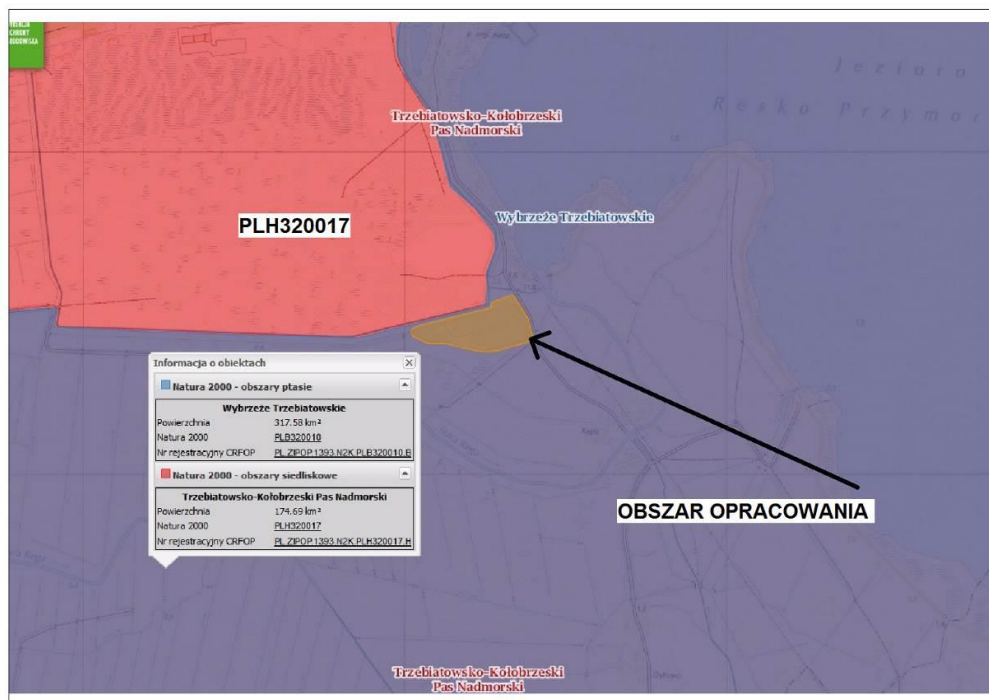 OCHRONY
ŚRODOWISKA
Jezioro
Resko Przymor
Trzebiatowsko-Kołobrzeski
Pas Nadmorski
PLH320017
Wybrzeże Trzebiatowskie
Informacja o obiektach
Natura 2000 - obszary ptasie
Wybrzeże Trzebiatowskie
Powierzchnia 317.58 km²
Natura 2000 PLB320010
Nr rejestracyjny CRFOP PL.ZIPOP.1393.N2K.PLB320010.B
Natura 2000 - obszary siedliskowe
Trzebiatowsko-Kołobrzeski Pas Nadmorski
Powierzchnia 174.69 km²
Natura 2000 PLH320017
Nr rejestracyjny CRFOP PL.ZIPOP.1393.N2K.PLH320017.H
OBSZAR OPRACOWANIA
Trzebiatowsko-Kołobrzeski
Pas Nadmorski